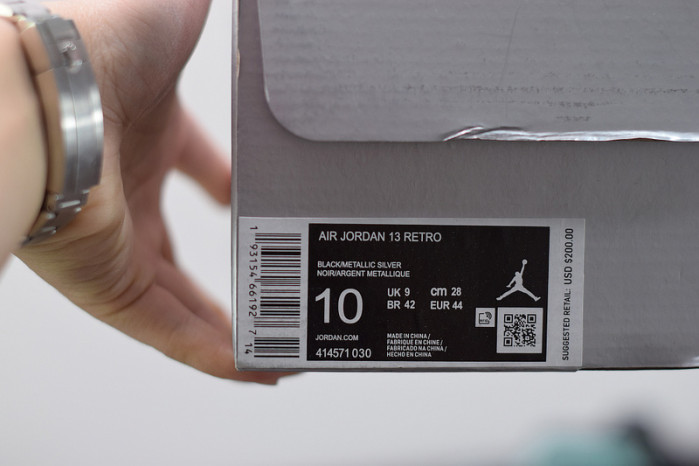 AIR JORDAN 13 RETRO
BLACK/METALLIC SILVER
NOIR/ARGENT METALLIQUE
10
UK 9 cm 28
BR 42 EUR 44
JORDAN.COM
414571 030
MADE IN CHINA /
FABRIQUE EN CHINE /
FABRICADO NA CHINA /
HECHO EN CHINA
1 93154 66192 7 14
SUGGESTED RETAIL: USD $200.00